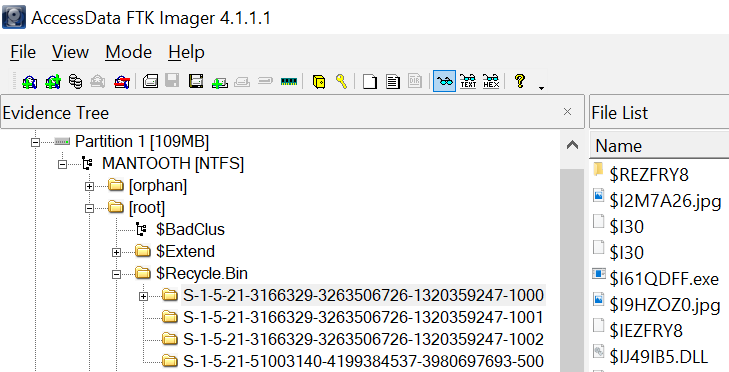 AccessData FTK Imager 4.1.1.1
File View Mode Help
TEXT HEX
Evidence Tree
Partition 1 [109MB]
MANTOOTH [NTFS]
[orphan]
[root]
$BadClus
$Extend
$Recycle.Bin
S-1-5-21-3166329-3263506726-1320359247-1000
S-1-5-21-3166329-3263506726-1320359247-1001
S-1-5-21-3166329-3263506726-1320359247-1002
S-1-5-21-51003140-4199384537-3980697693-500
File List
Name
$REZFRY8
$I2M7A26.jpg
$I30
$I30
$I61QDFF.exe
$I9HZOZ0.jpg
$IEZFRY8
$IJ49IB5.DLL